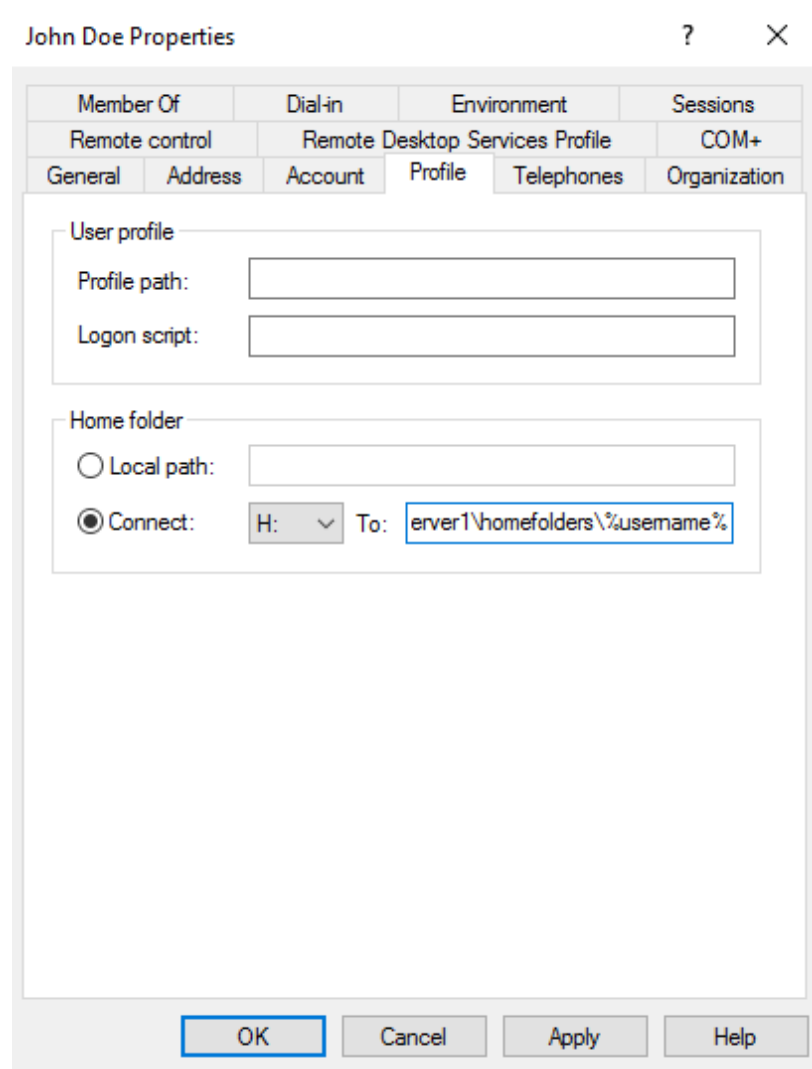 John Doe Properties ? X
Member Of Dial-in Environment Sessions
Remote control Remote Desktop Services Profile COM+
General Address Account Profile Telephones Organization
User profile
Profile path:
Logon script:
Home folder
Local path:
Connect: H: To: erver1\homefolders\%username%
OK Cancel Apply Help